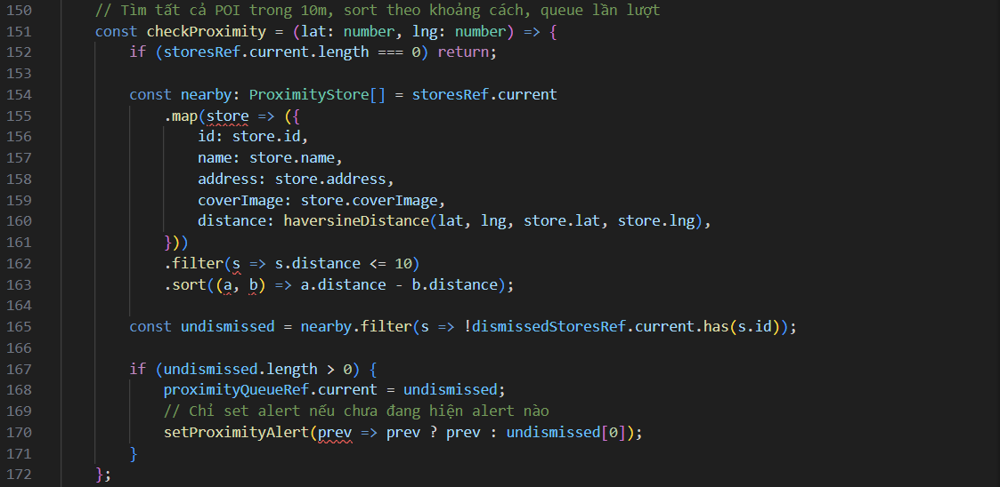 150 // Tìm tất cả POI trong 10m, sort theo khoảng cách, queue lần lượt
151 const checkProximity = (lat: number, lng: number) => {
152 if (storesRef.current.length === 0) return;
153
154 const nearby: ProximityStore[] = storesRef.current
155 .map(store => ({
156 id: store.id,
157 name: store.name,
158 address: store.address,
159 coverImage: store.coverImage,
160 distance: haversineDistance(lat, lng, store.lat, store.lng),
161 }))
162 .filter(s => s.distance <= 10)
163 .sort((a, b) => a.distance - b.distance);
164
165 const undismissed = nearby.filter(s => !dismissedStoresRef.current.has(s.id));
166
167 if (undismissed.length > 0) {
168 proximityQueueRef.current = undismissed;
169 // Chỉ set alert nếu chưa đang hiện alert nào
170 setProximityAlert(prev => prev ? prev : undismissed[0]);
171 }
172 };